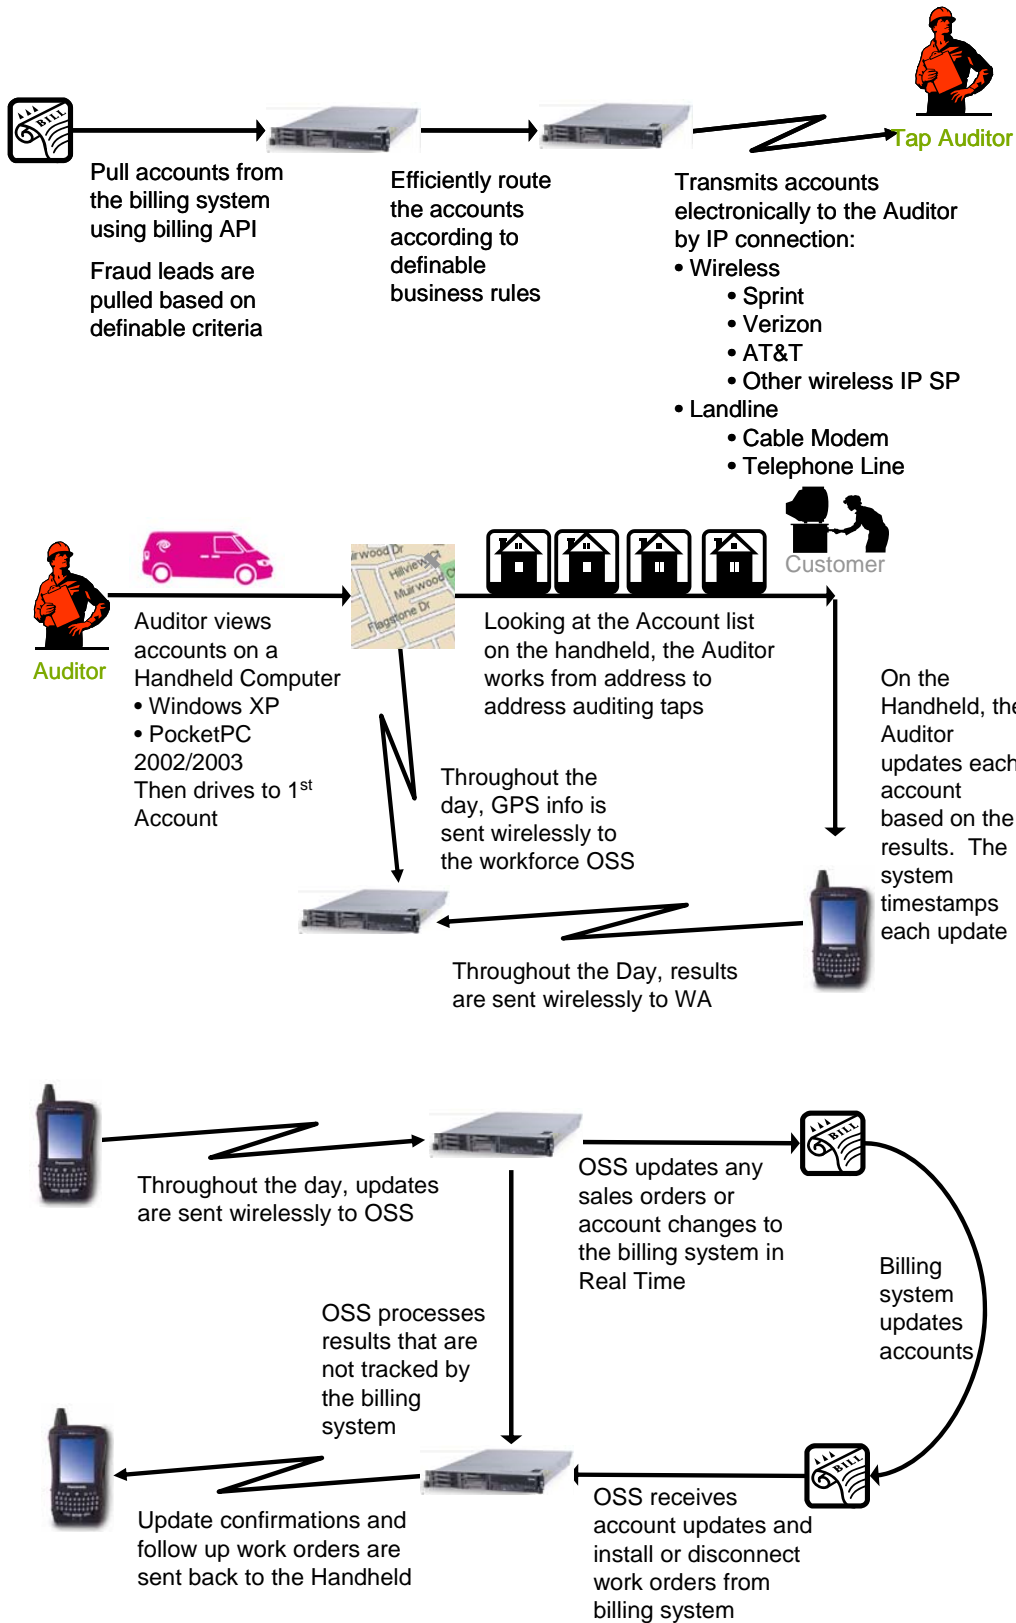 BILL
Tap Auditor
Pull accounts from
the billing system
using billing API
Fraud leads are
pulled based on
definable criteria
Efficiently route
the accounts
according to
definable
business rules
Transmits accounts
electronically to the Auditor
by IP connection:
• Wireless
• Sprint
• Verizon
• AT&T
• Other wireless IP SP
• Landline
• Cable Modem
• Telephone Line
Customer
Auditor
Auditor views
accounts on a
Handheld Computer
• Windows XP
• PocketPC
2002/2003
Then drives to 1st
Account
Hillview Ct
Muirwood
Flagstone Dr
Looking at the Account list
on the handheld, the Auditor
works from address to
address auditing taps
On the
Handheld, the
Auditor
updates each
account
based on the
results. The
system
timestamps
each update
Throughout the
day, GPS info is
sent wirelessly to
the workforce OSS
Throughout the Day, results
are sent wirelessly to WA
Throughout the day, updates
are sent wirelessly to OSS
BILL
OSS updates any
sales orders or
account changes to
the billing system in
Real Time
Billing
system
updates
accounts
OSS processes
results that are
not tracked by
the billing
system
BILL
Update confirmations and
follow up work orders are
sent back to the Handheld
OSS receives
account updates and
install or disconnect
work orders from
billing system